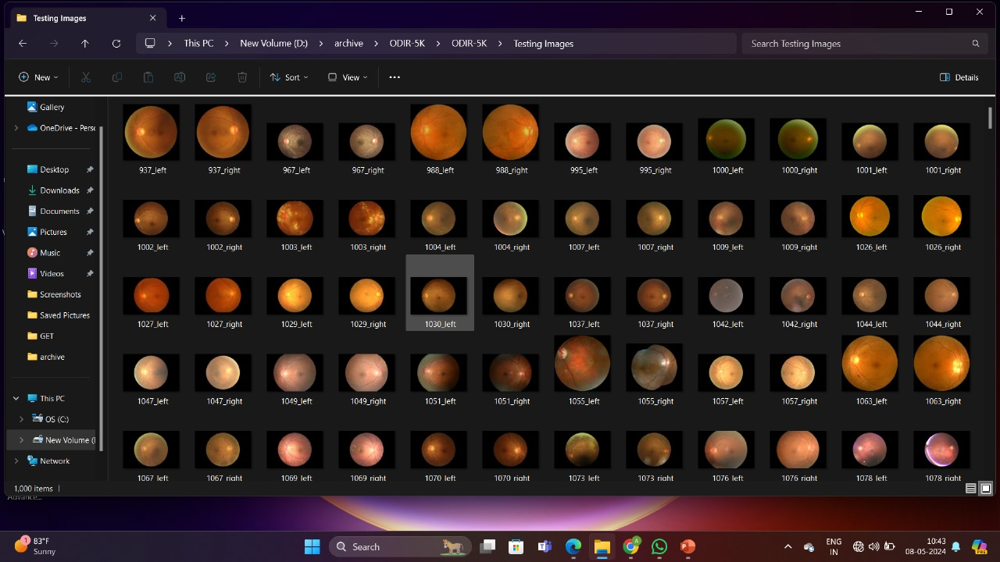 Testing Images
This PC
New Volume (D:)
archive
ODIR-5K
ODIR-5K
Testing Images
Search Testing Images
New
Sort
View
Details
Gallery
OneDrive - Perso
Desktop
Downloads
Documents
Pictures
Music
Videos
Screenshots
Saved Pictures
GET
archive
This PC
OS (C:)
New Volume (
Network
937_left 937_right 967_left 967_right 988_left 988_right 995_left 995_right 1000_left 1000_right 1001_left 1001_right
1002_left 1002_right 1003_left 1003_right 1004_left 1004_right 1007_left 1007_right 1009_left 1009_right 1026_left 1026_right
1027_left 1027_right 1029_left 1029_right 1030_left 1030_right 1037_left 1037_right 1042_left 1042_right 1044_left 1044_right
1047_left 1047_right 1049_left 1049_right 1051_left 1051_right 1055_left 1055_right 1057_left 1057_right 1063_left 1063_right
1067_left 1067_right 1069_left 1069_right 1070_left 1070_right 1073_left 1073_right 1076_left 1076_right 1078_left 1078_right
1,000 items
Advance...
1
83°F
Sunny
Search
A
ENG
IN
10:43
08-05-2024
PRE